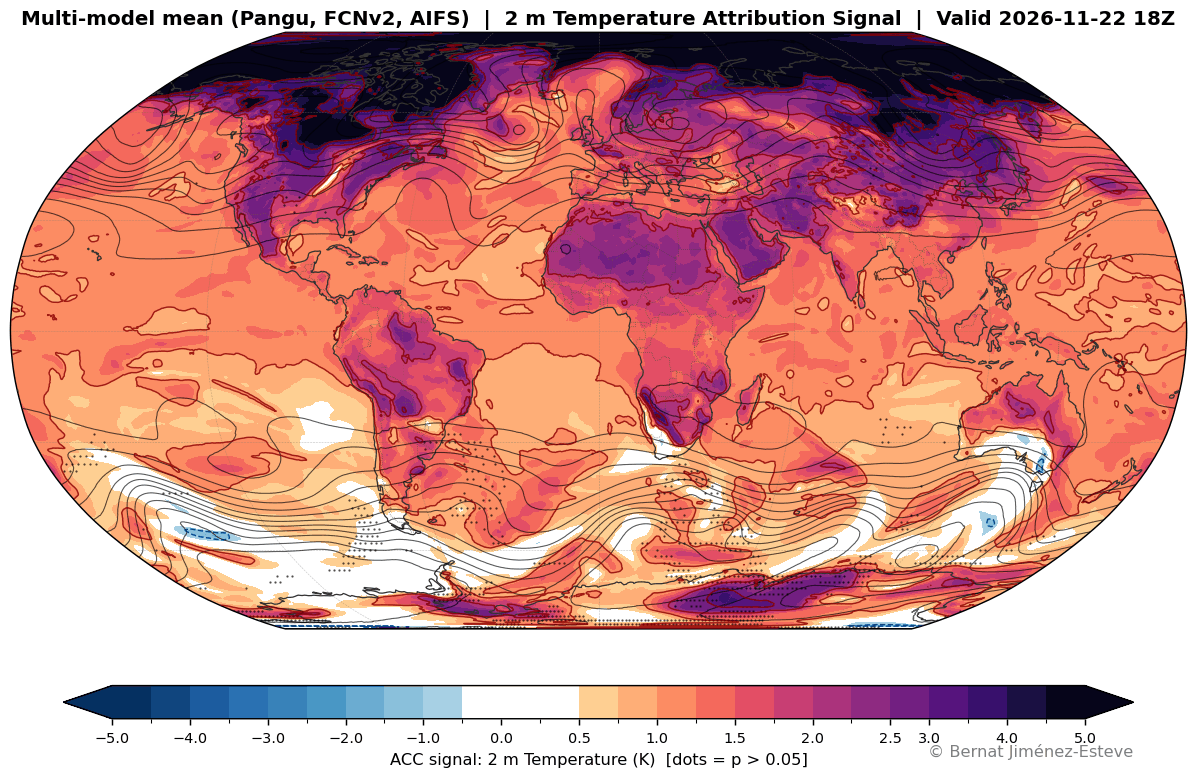 Multi-model mean (Pangu, FCNv2, AIFS)  |  2 m Temperature Attribution Signal  |  Valid 2026-11-22 18Z
−5.0 −4.0 −3.0 −2.0 −1.0 0.0 0.5 1.0 1.5 2.0 2.5 3.0 4.0 5.0
© Bernat Jiménez-Esteve
ACC signal: 2 m Temperature (K)  [dots = p > 0.05]